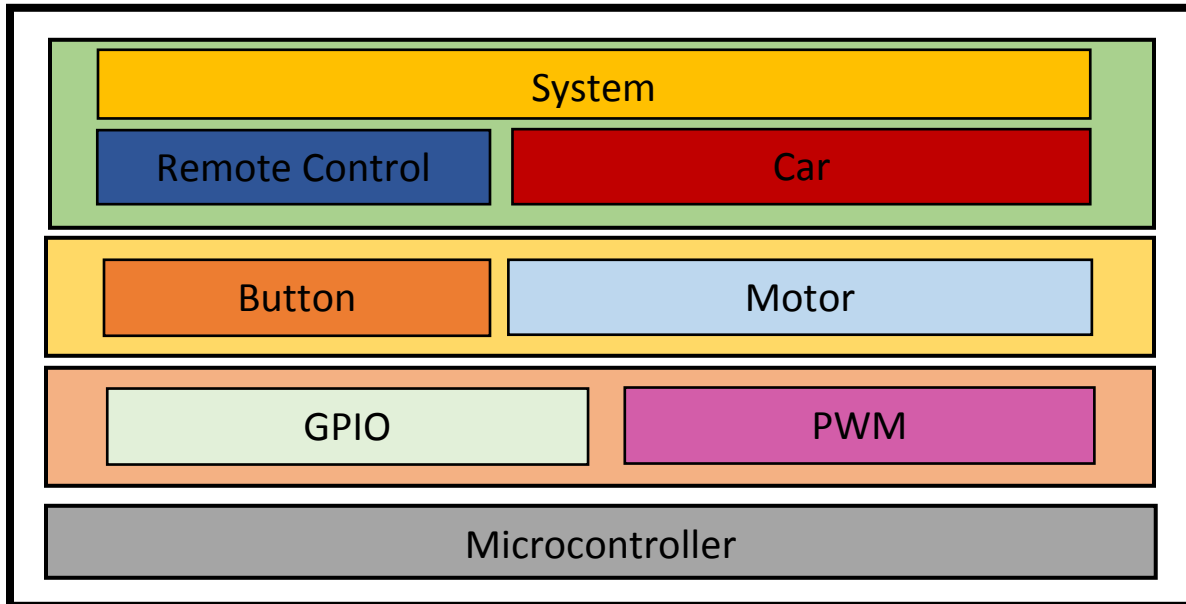 System
Remote Control
Car
Button
Motor
GPIO
PWM
Microcontroller